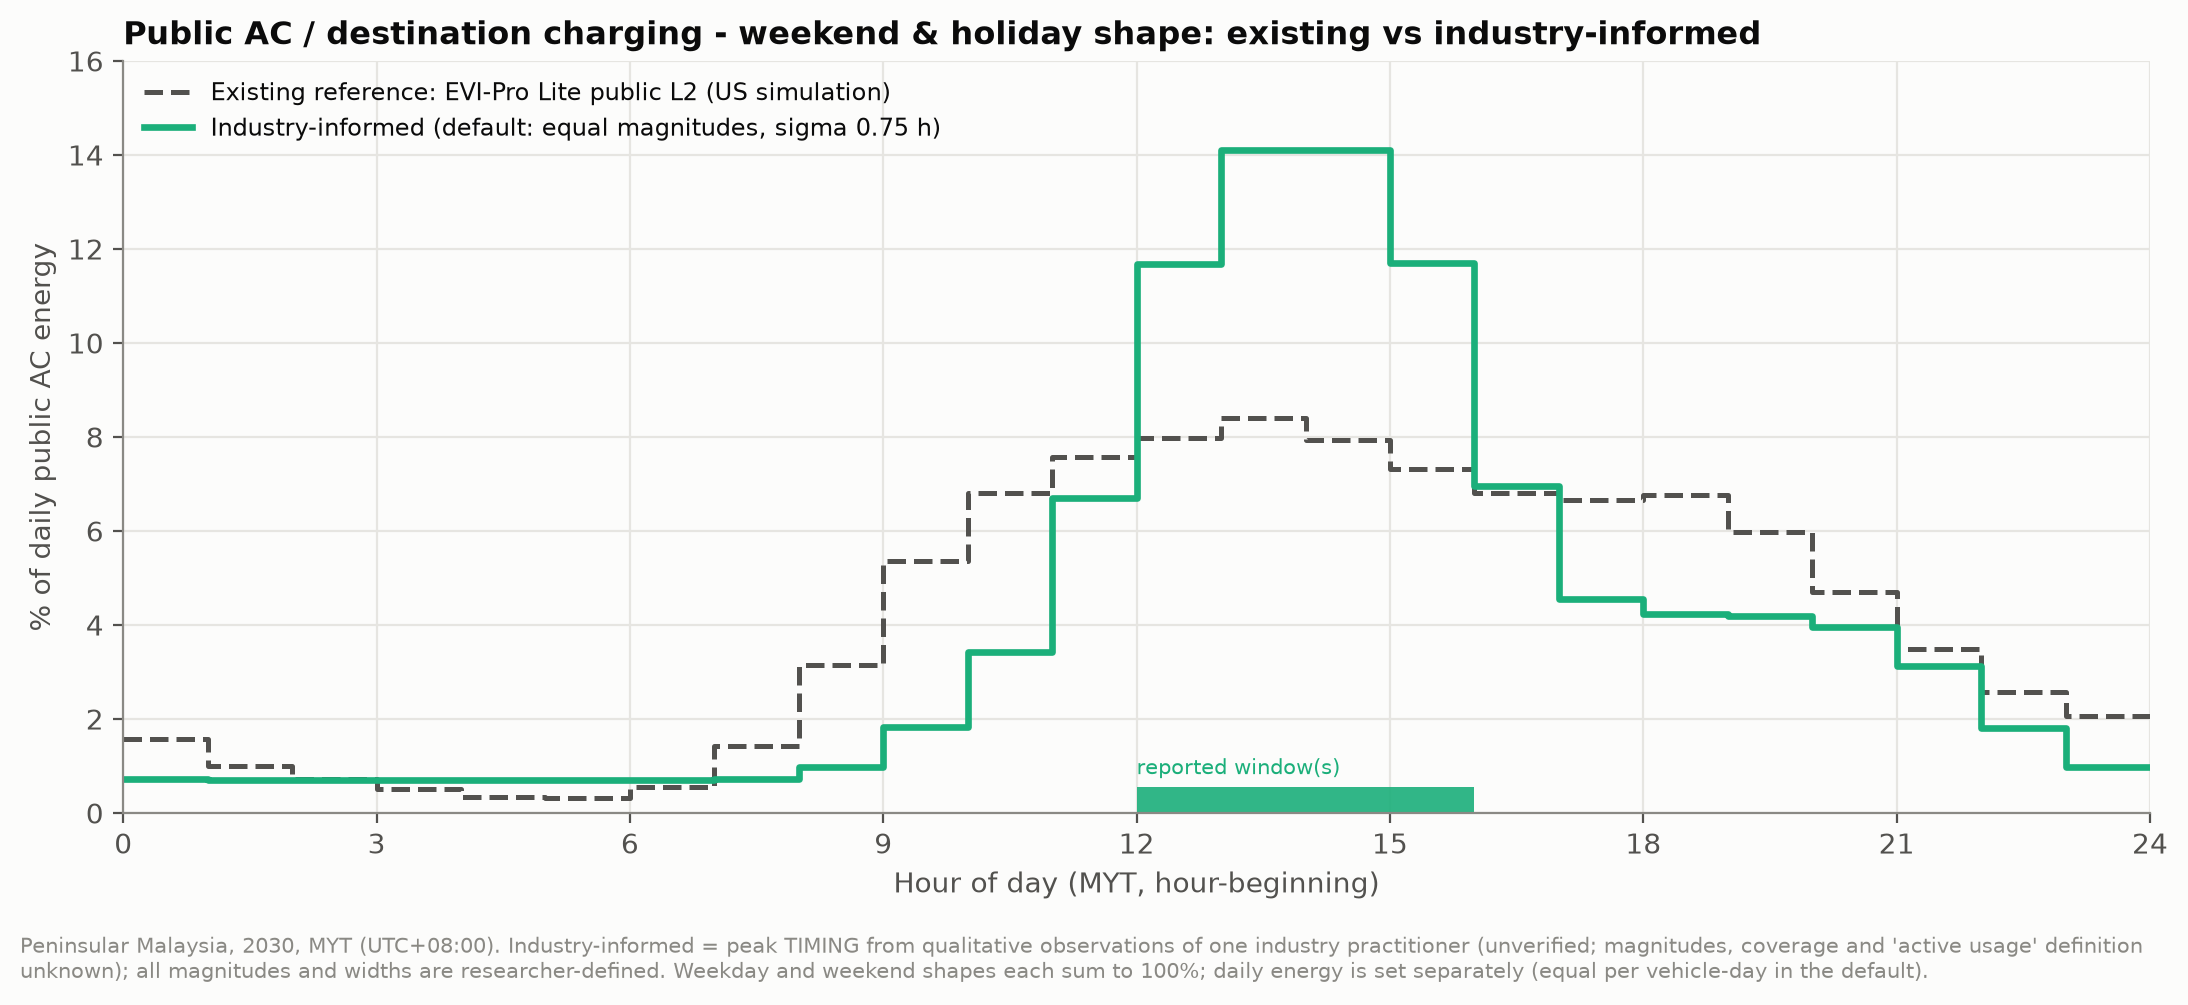 Public AC / destination charging - weekend & holiday shape: existing vs industry-informed
Existing reference: EVI-Pro Lite public L2 (US simulation)
Industry-informed (default: equal magnitudes, sigma 0.75 h)
% of daily public AC energy
16
14
12
10
8
6
4
2
0
reported window(s)
0 3 6 9 12 15 18 21 24
Hour of day (MYT, hour-beginning)
Peninsular Malaysia, 2030, MYT (UTC+08:00). Industry-informed = peak TIMING from qualitative observations of one industry practitioner (unverified; magnitudes, coverage and 'active usage' definition
unknown); all magnitudes and widths are researcher-defined. Weekday and weekend shapes each sum to 100%; daily energy is set separately (equal per vehicle-day in the default).